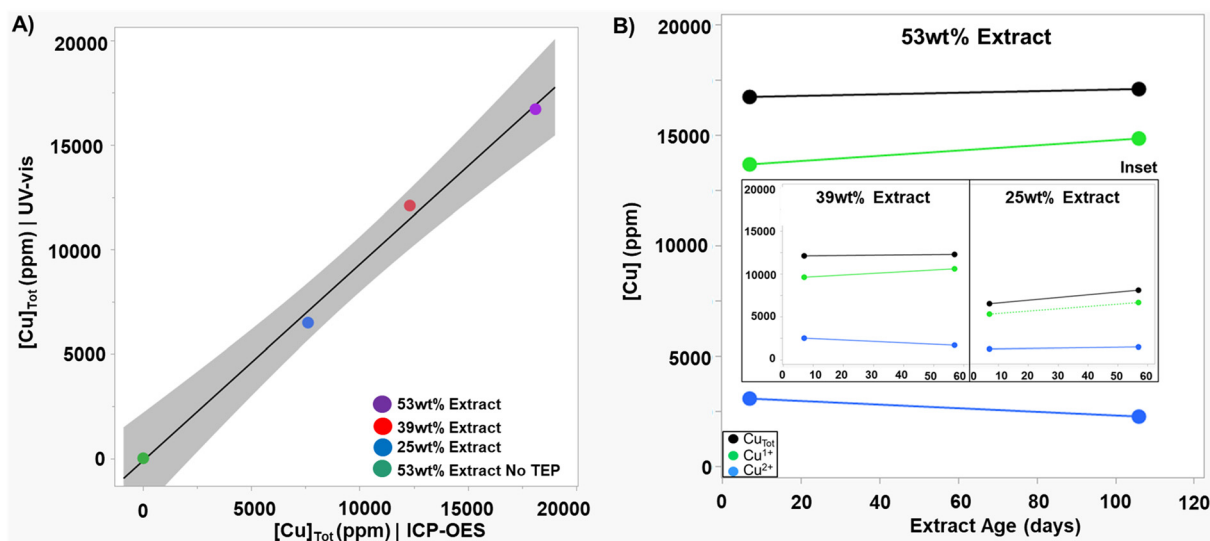 A)
20000
15000
10000
5000
0
[Cu]Tot (ppm) | UV-vis
53wt% Extract
39wt% Extract
25wt% Extract
53wt% Extract No TEP
0
5000
10000
15000
20000
[Cu]Tot (ppm) | ICP-OES
B)
53wt% Extract
20000
15000
10000
5000
0
[Cu] (ppm)
Inset
39wt% Extract
25wt% Extract
20000
15000
10000
5000
0
0 10 20 30 40 50 60
0 10 20 30 40 50 60
CuTot
Cu1+
Cu2+
0 20 40 60 80 100 120
Extract Age (days)